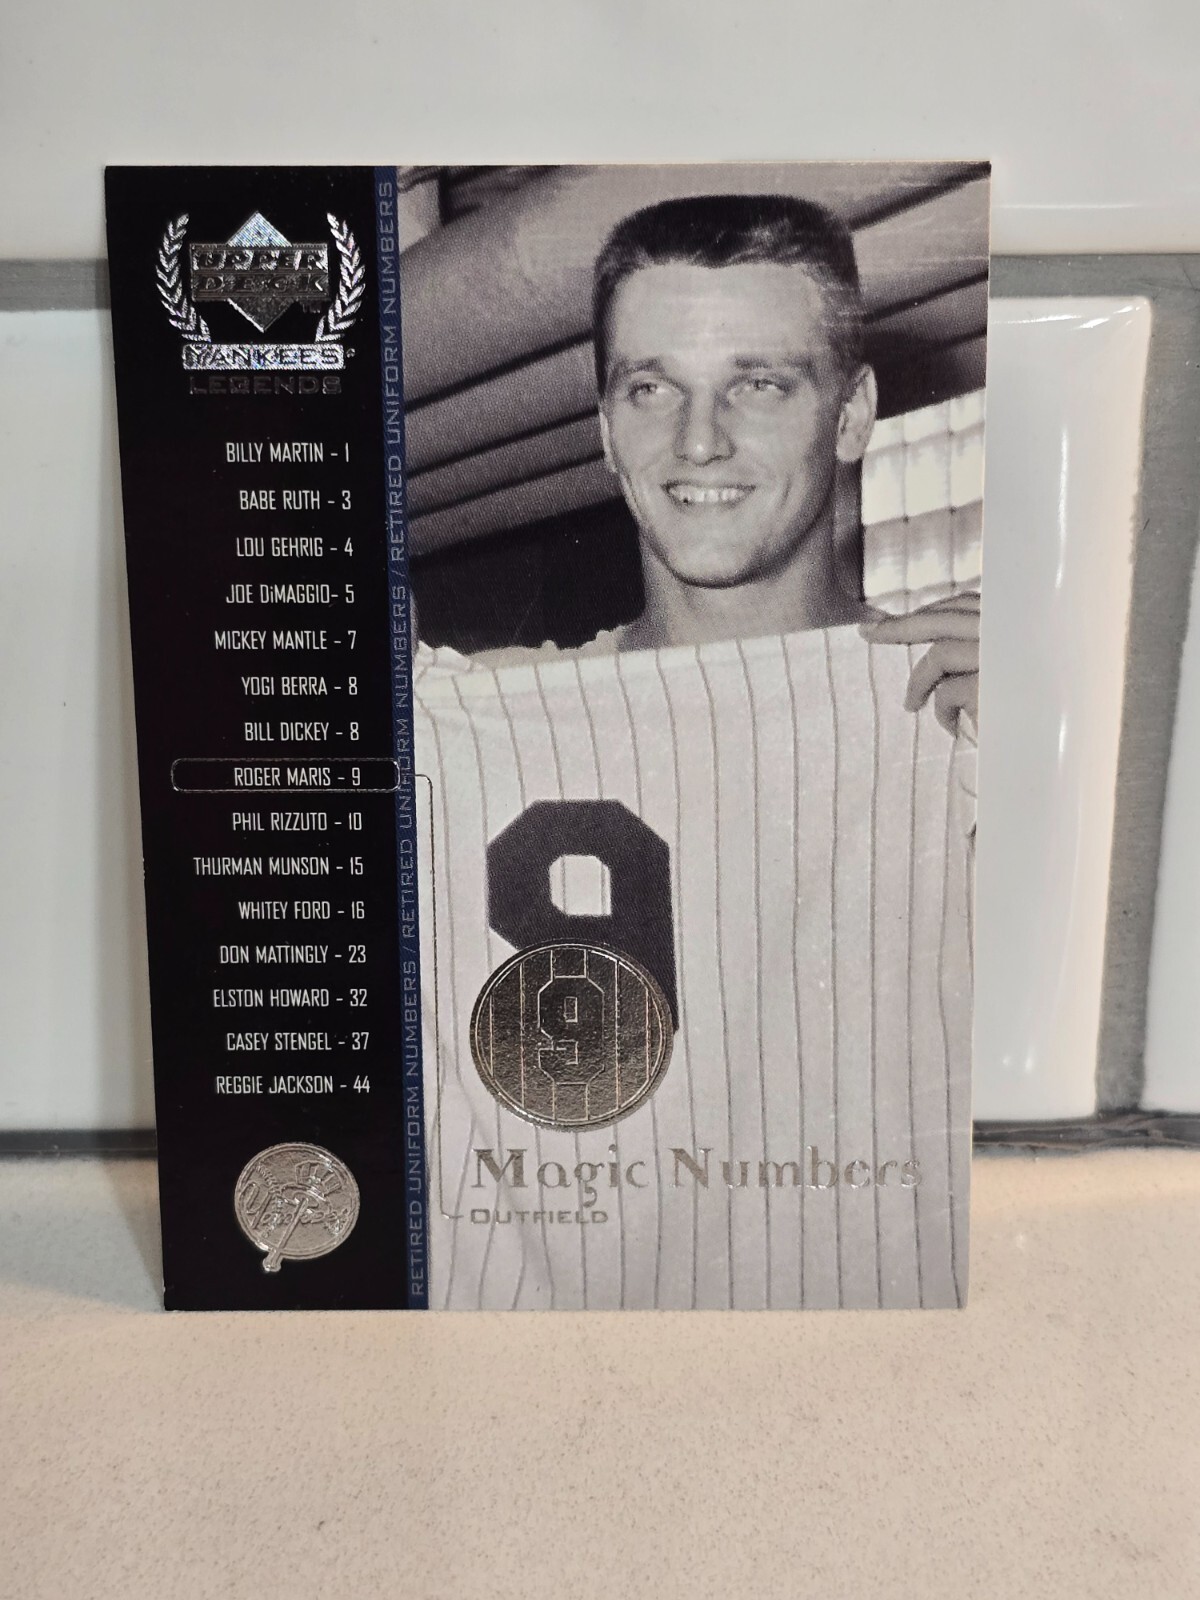 UPPER
DECK
TM
YANKEES®
LEGENDS
BILLY MARTIN - 1
BABE RUTH - 3
LOU GEHRIG - 4
JOE DiMAGGIO- 5
MICKEY MANTLE - 7
YOGI BERRA - 8
BILL DICKEY - 8
ROGER MARIS - 9
PHIL RIZZUTO - 10
THURMAN MUNSON - 15
WHITEY FORD - 16
DON MATTINGLY - 23
ELSTON HOWARD - 32
CASEY STENGEL - 37
REGGIE JACKSON - 44
Yankees
RETIRED UNIFORM NUMBERS/RETIRED UNIFORM NUMBERS/RETIRED UNIFORM NUMBERS
9
9
Magic Numbers
OUTFIELD